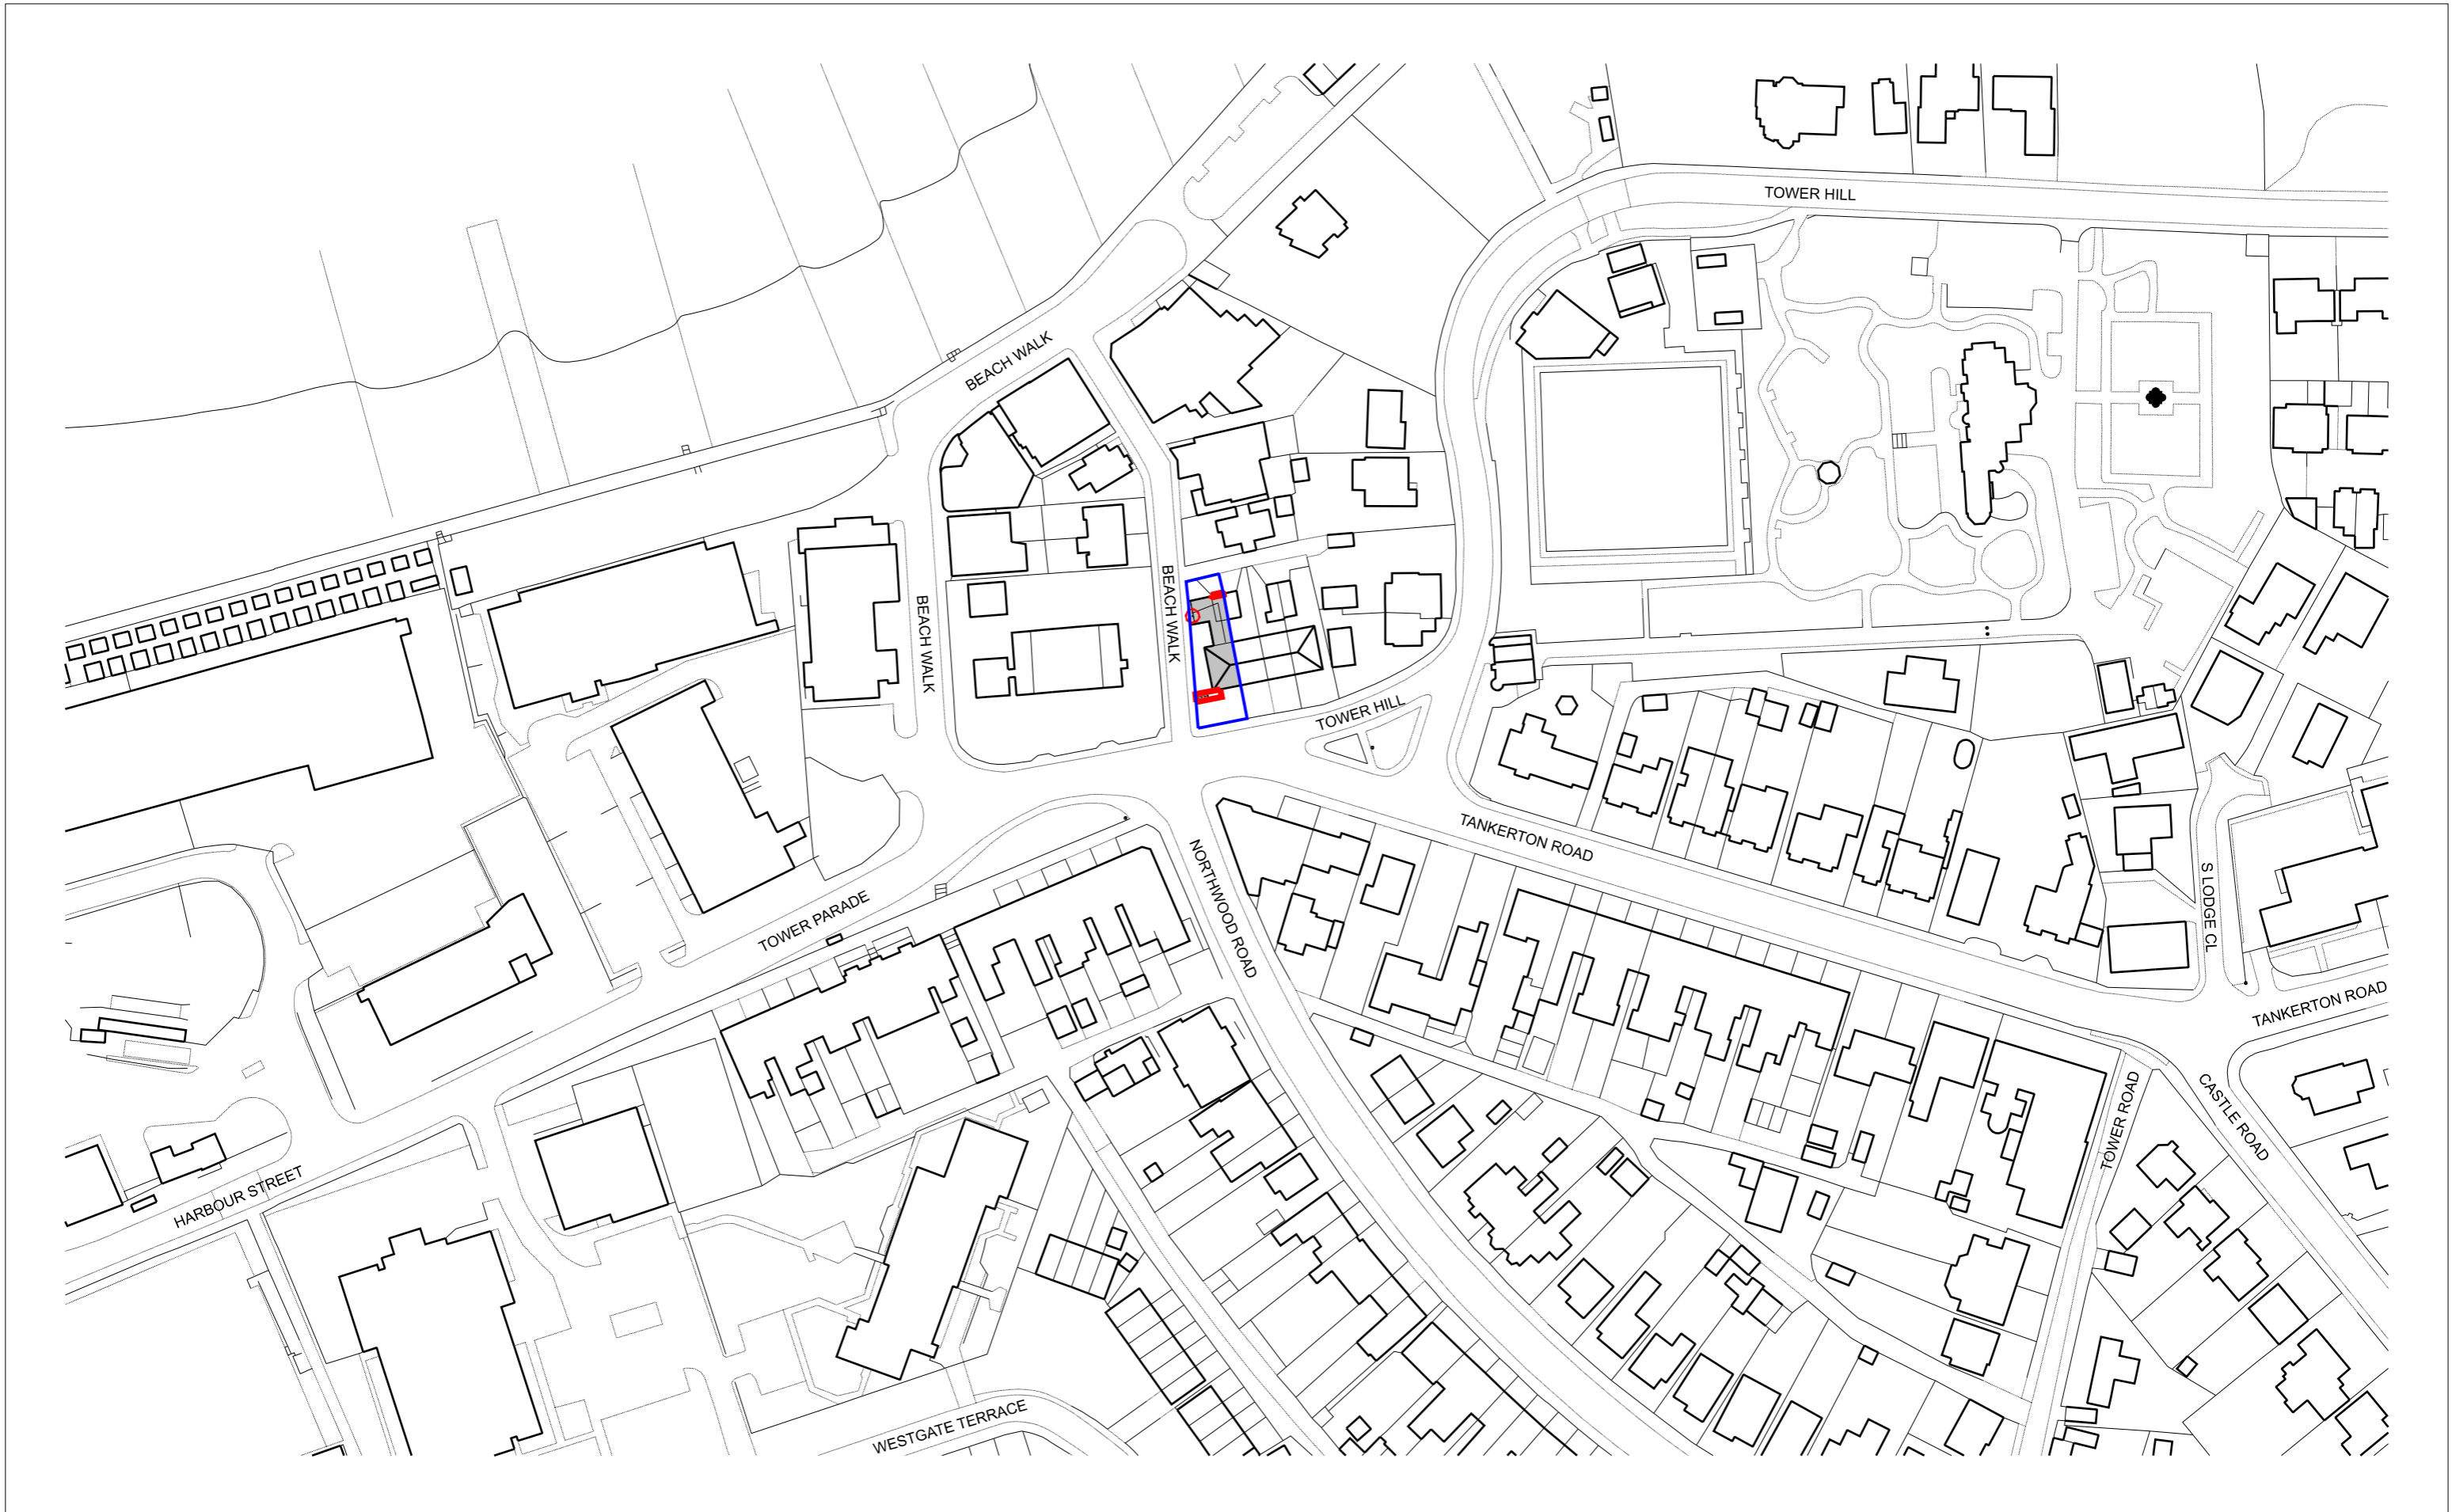 TOWER HILL
BEACH WALK
BEACH WALK
BEACH WALK
TOWER HILL
TANKERTON ROAD
NORTHWOOD ROAD
TOWER PARADE
S LODGE CL
TANKERTON ROAD
CASTLE ROAD
TOWER ROAD
HARBOUR STREET
WESTGATE TERRACE